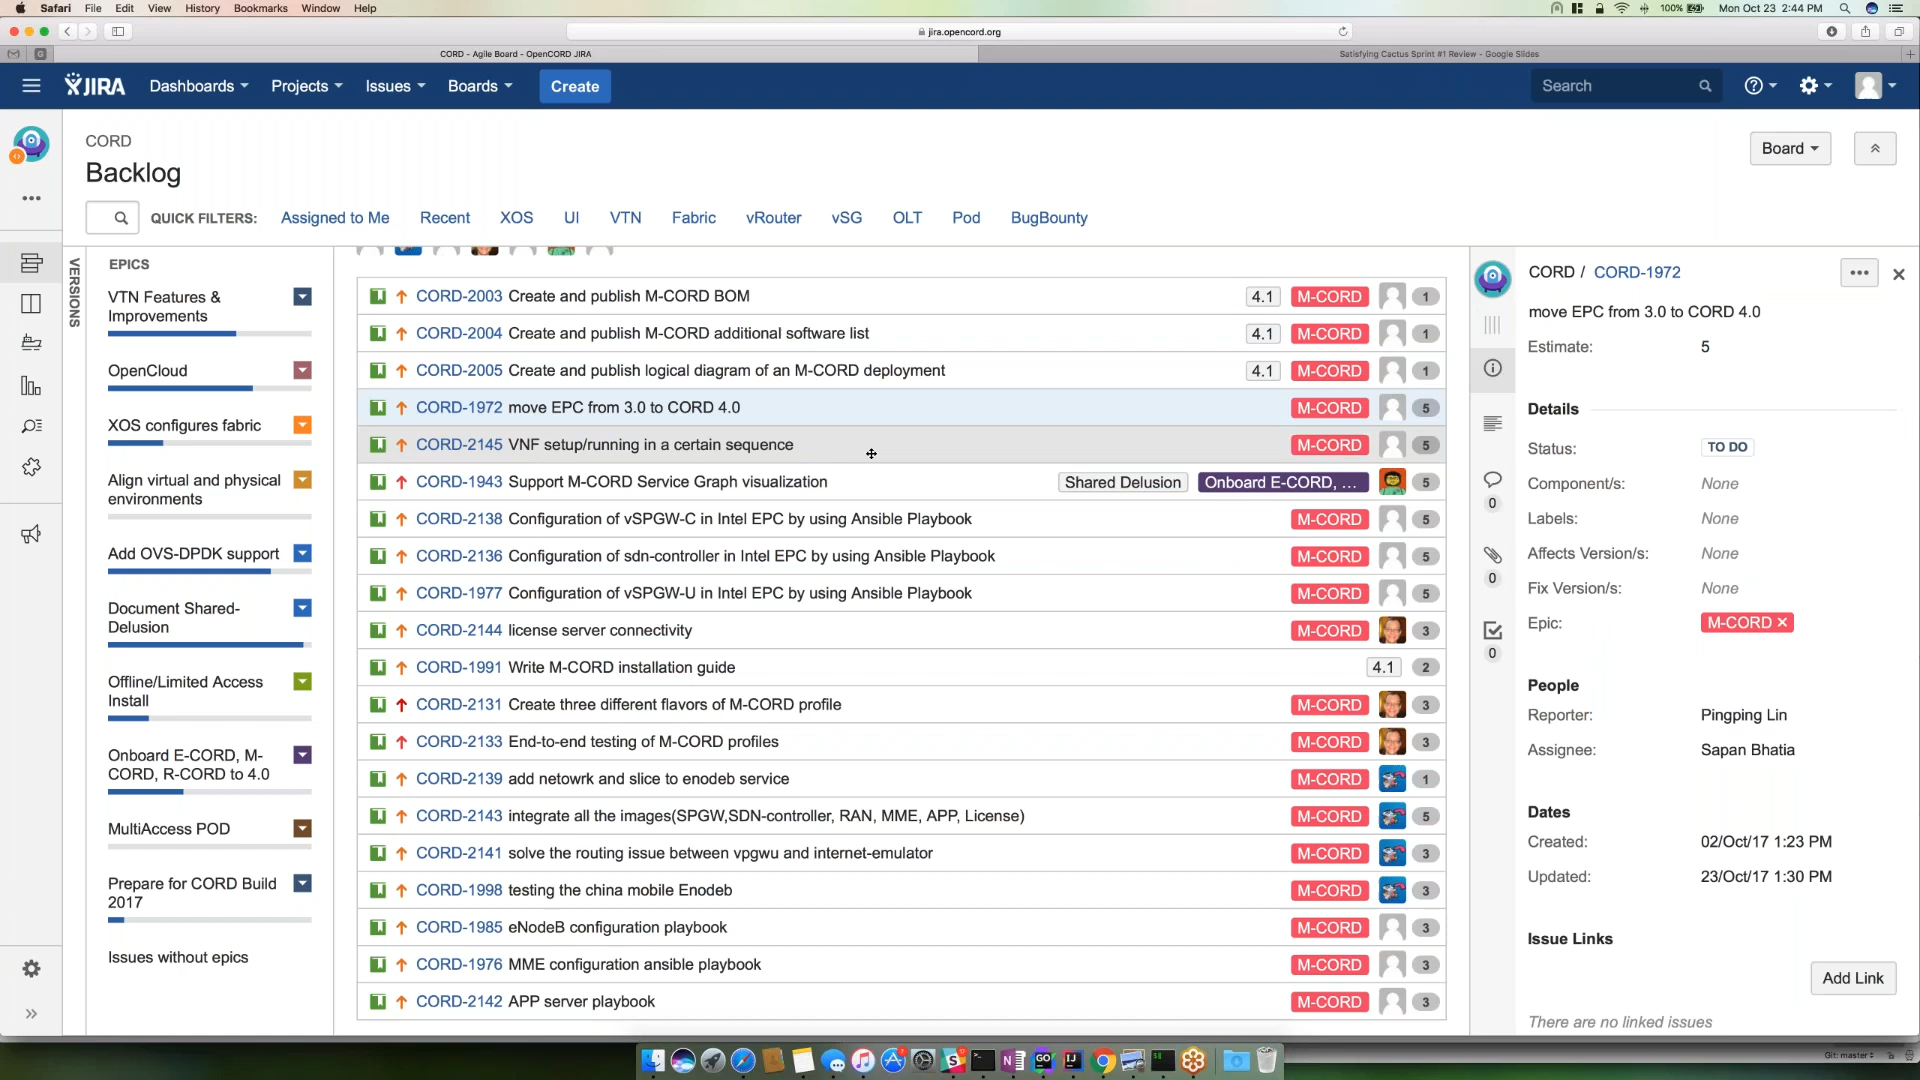 Safari File Edit View History Bookmarks Window Help 100% Mon Oct 23 2:44 PM
jira.opencord.org
CORD - Agile Board - OpenCORD JIRA Satisfying Cactus Sprint #1 Review - Google Slides
JIRA Dashboards Projects Issues Boards Create Search
CORD
Backlog
Board
QUICK FILTERS: Assigned to Me Recent XOS UI VTN Fabric vRouter vSG OLT Pod BugBounty
VERSIONS
EPICS
VTN Features &
Improvements
OpenCloud
XOS configures fabric
Align virtual and physical
environments
Add OVS-DPDK support
Document Shared-
Delusion
Offline/Limited Access
Install
Onboard E-CORD, M-
CORD, R-CORD to 4.0
MultiAccess POD
Prepare for CORD Build
2017
Issues without epics
CORD-2003 Create and publish M-CORD BOM 4.1 M-CORD 1
CORD-2004 Create and publish M-CORD additional software list 4.1 M-CORD 1
CORD-2005 Create and publish logical diagram of an M-CORD deployment 4.1 M-CORD 1
CORD-1972 move EPC from 3.0 to CORD 4.0 M-CORD 5
CORD-2145 VNF setup/running in a certain sequence M-CORD 5
CORD-1943 Support M-CORD Service Graph visualization Shared Delusion Onboard E-CORD, ... 5
CORD-2138 Configuration of vSPGW-C in Intel EPC by using Ansible Playbook M-CORD 5
CORD-2136 Configuration of sdn-controller in Intel EPC by using Ansible Playbook M-CORD 5
CORD-1977 Configuration of vSPGW-U in Intel EPC by using Ansible Playbook M-CORD 5
CORD-2144 license server connectivity M-CORD 3
CORD-1991 Write M-CORD installation guide 4.1 2
CORD-2131 Create three different flavors of M-CORD profile M-CORD 3
CORD-2133 End-to-end testing of M-CORD profiles M-CORD 3
CORD-2139 add netowrk and slice to enodeb service M-CORD 1
CORD-2143 integrate all the images(SPGW,SDN-controller, RAN, MME, APP, License) M-CORD 5
CORD-2141 solve the routing issue between vpgwu and internet-emulator M-CORD 3
CORD-1998 testing the china mobile Enodeb M-CORD 3
CORD-1985 eNodeB configuration playbook M-CORD 3
CORD-1976 MME configuration ansible playbook M-CORD 3
CORD-2142 APP server playbook M-CORD 3
CORD / CORD-1972
move EPC from 3.0 to CORD 4.0
Estimate: 5
Details
Status: TO DO
Component/s: None
Labels: None
Affects Version/s: None
Fix Version/s: None
Epic: M-CORD
0
0
0
People
Reporter: Pingping Lin
Assignee: Sapan Bhatia
Dates
Created: 02/Oct/17 1:23 PM
Updated: 23/Oct/17 1:30 PM
Issue Links
Add Link
There are no linked issues
Git: master